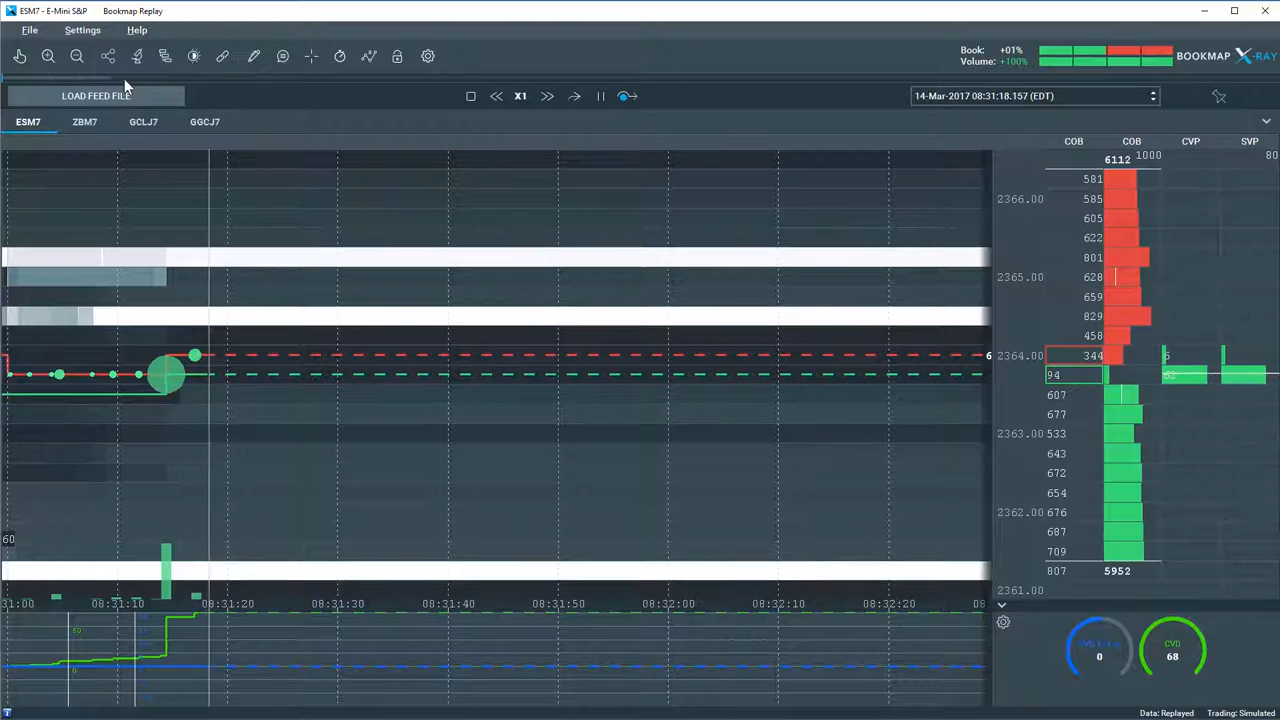 ESM7 - E-Mini S&P Bookmap Replay
File Settings Help
Book: +01%
Volume: +100%
BOOKMAP X-RAY
LOAD FEED FILE
X1
14-Mar-2017 08:31:18.157 (EDT)
ESM7 ZBM7 GCLJ7 GGCJ7
COB COB CVP SVP
6112 1000 80
581
2366.00 585
605
622
801
2365.00 628
659
829
458
6 2364.00 344 6
94 62
607
677
2363.00 533
643
672
654
2362.00 676
687
60 709
807 5952
2361.00
31:00 08:31:10 08:31:20 08:31:30 08:31:40 08:31:50 08:32:00 08:32:10 08:32:20 08
50
0
0
CVD
68
Data: Replayed Trading: Simulated